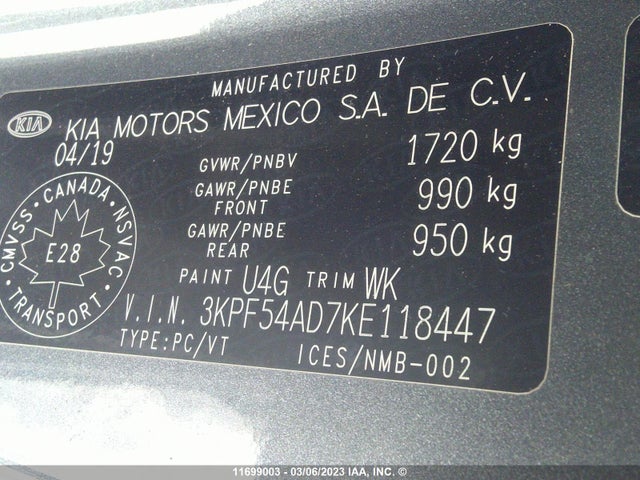 MANUFACTURED BY
KIA KIA MOTORS MEXICO S.A. DE C.V.
04/19
GVWR/PNBV 1720 kg
GAWR/PNBE FRONT 990 kg
GAWR/PNBE REAR 950 kg
CANADA
CMVSS NSVAC
E28
TRANSPORT
PAINT U4G TRIM WK
V.I.N. 3KPF54AD7KE118447
TYPE:PC/VT ICES/NMB-002
11699003 - 03/06/2023 IAA, INC. ©